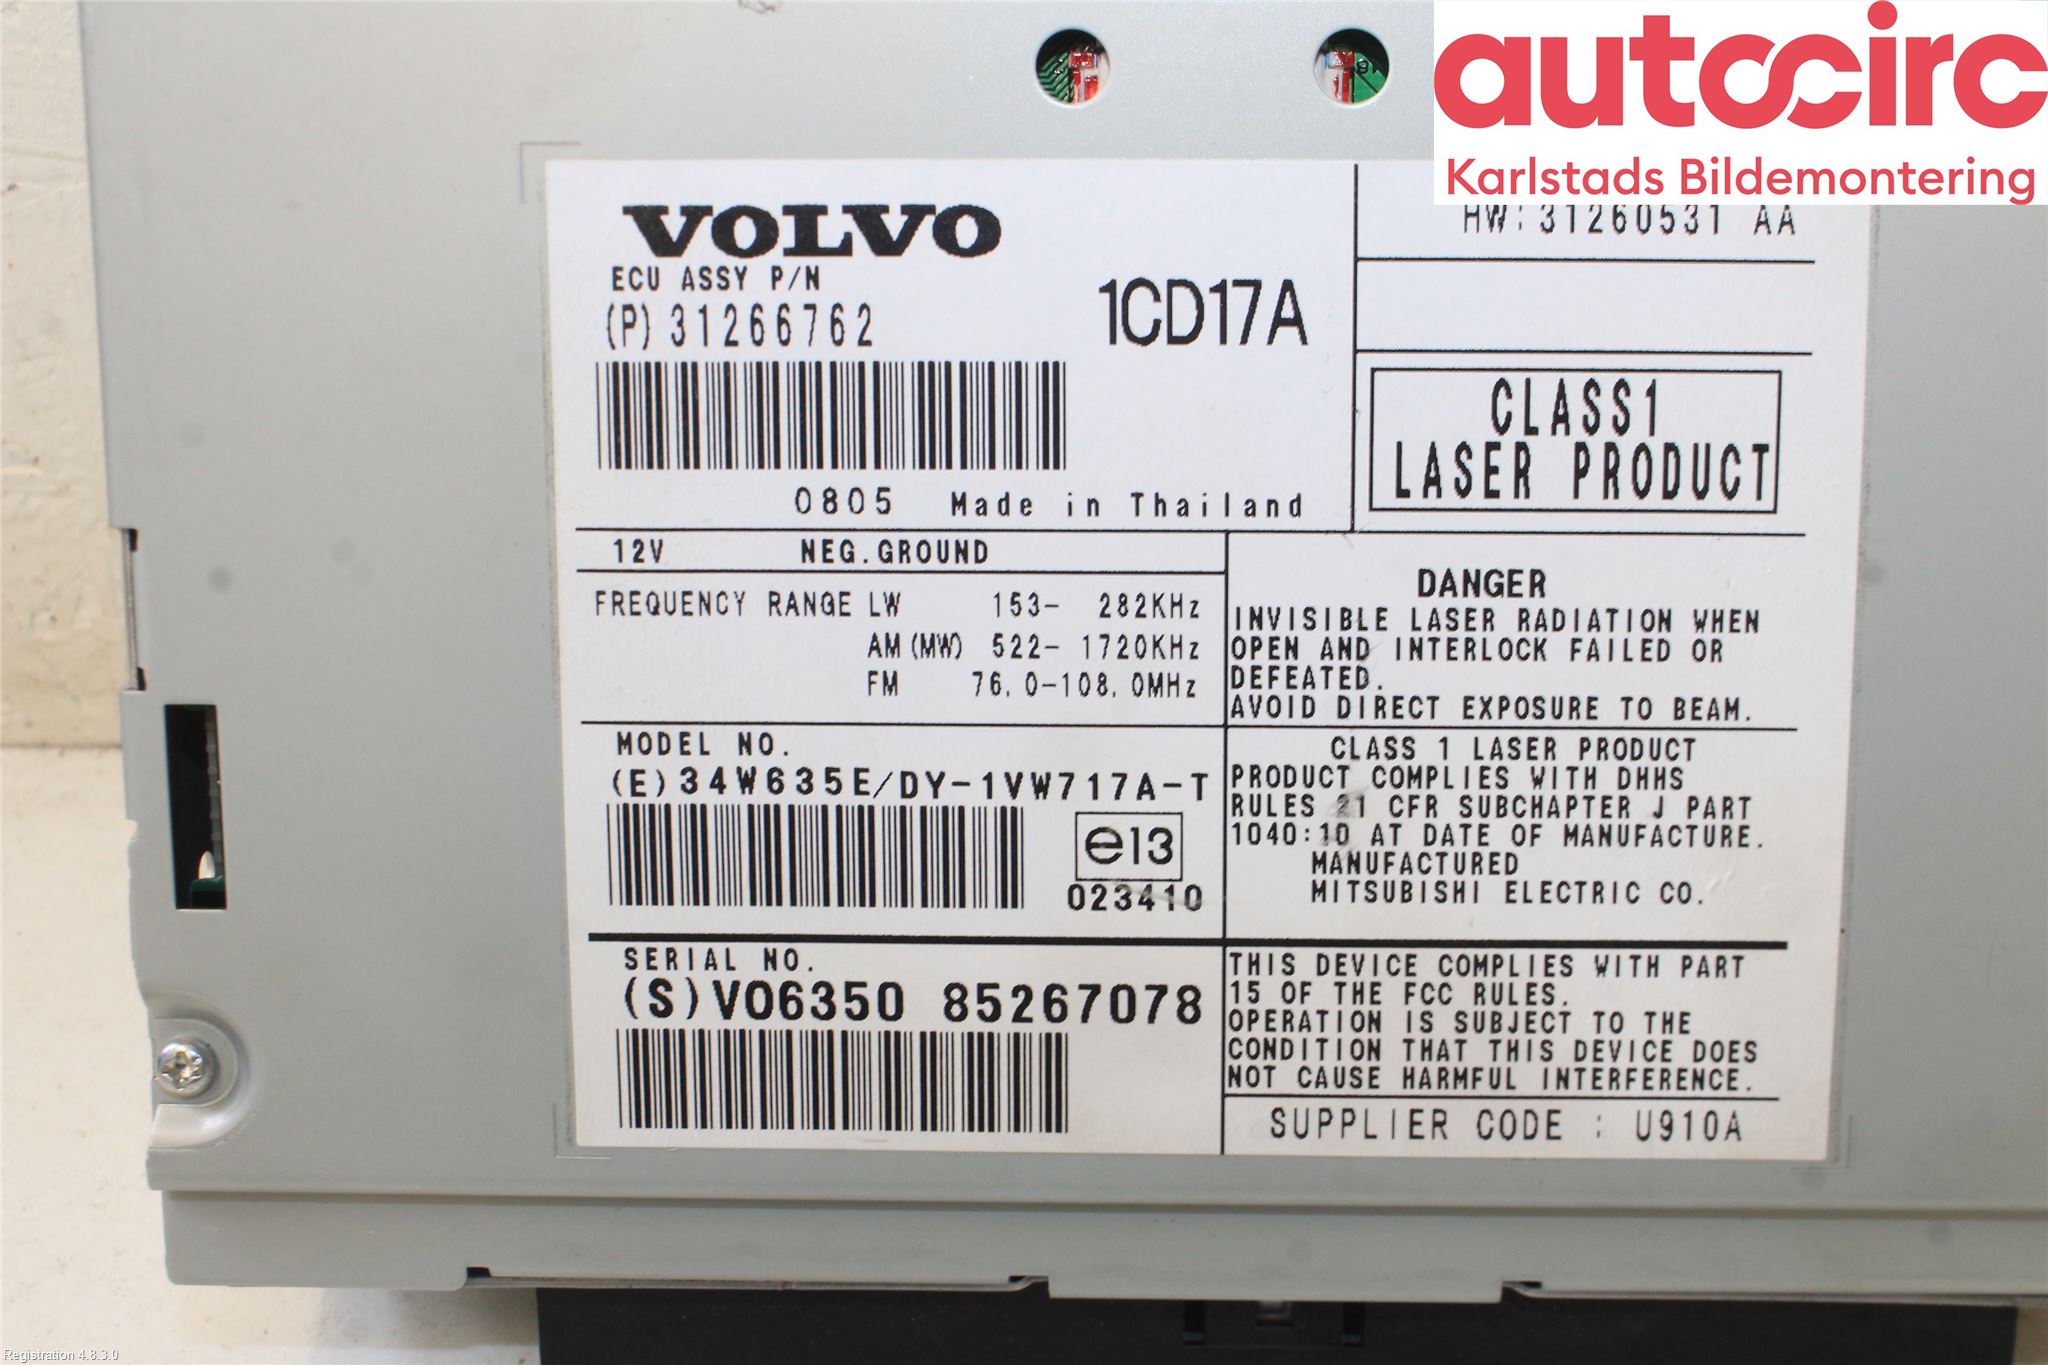 autocirc
Karlstads Bildemontering
VOLVO
ECU ASSY P/N
(P) 31266762
1CD17A
HW: 31260531 AA
CLASS1
LASER PRODUCT
0805 Made in Thailand
12V NEG.GROUND
FREQUENCY RANGE LW 153- 282KHz
AM (MW) 522- 1720KHz
FM 76.0-108.0MHz
DANGER
INVISIBLE LASER RADIATION WHEN
OPEN AND INTERLOCK FAILED OR
DEFEATED.
AVOID DIRECT EXPOSURE TO BEAM.
MODEL NO.
(E) 34W635E/DY-1VW717A-T
e13
023410
CLASS 1 LASER PRODUCT
PRODUCT COMPLIES WITH DHHS
RULES 21 CFR SUBCHAPTER J PART
1040:10 AT DATE OF MANUFACTURE.
MANUFACTURED
MITSUBISHI ELECTRIC CO.
SERIAL NO.
(S) VO6350 85267078
THIS DEVICE COMPLIES WITH PART
15 OF THE FCC RULES.
OPERATION IS SUBJECT TO THE
CONDITION THAT THIS DEVICE DOES
NOT CAUSE HARMFUL INTERFERENCE.
SUPPLIER CODE : U910A
Registration 4.8.3.0